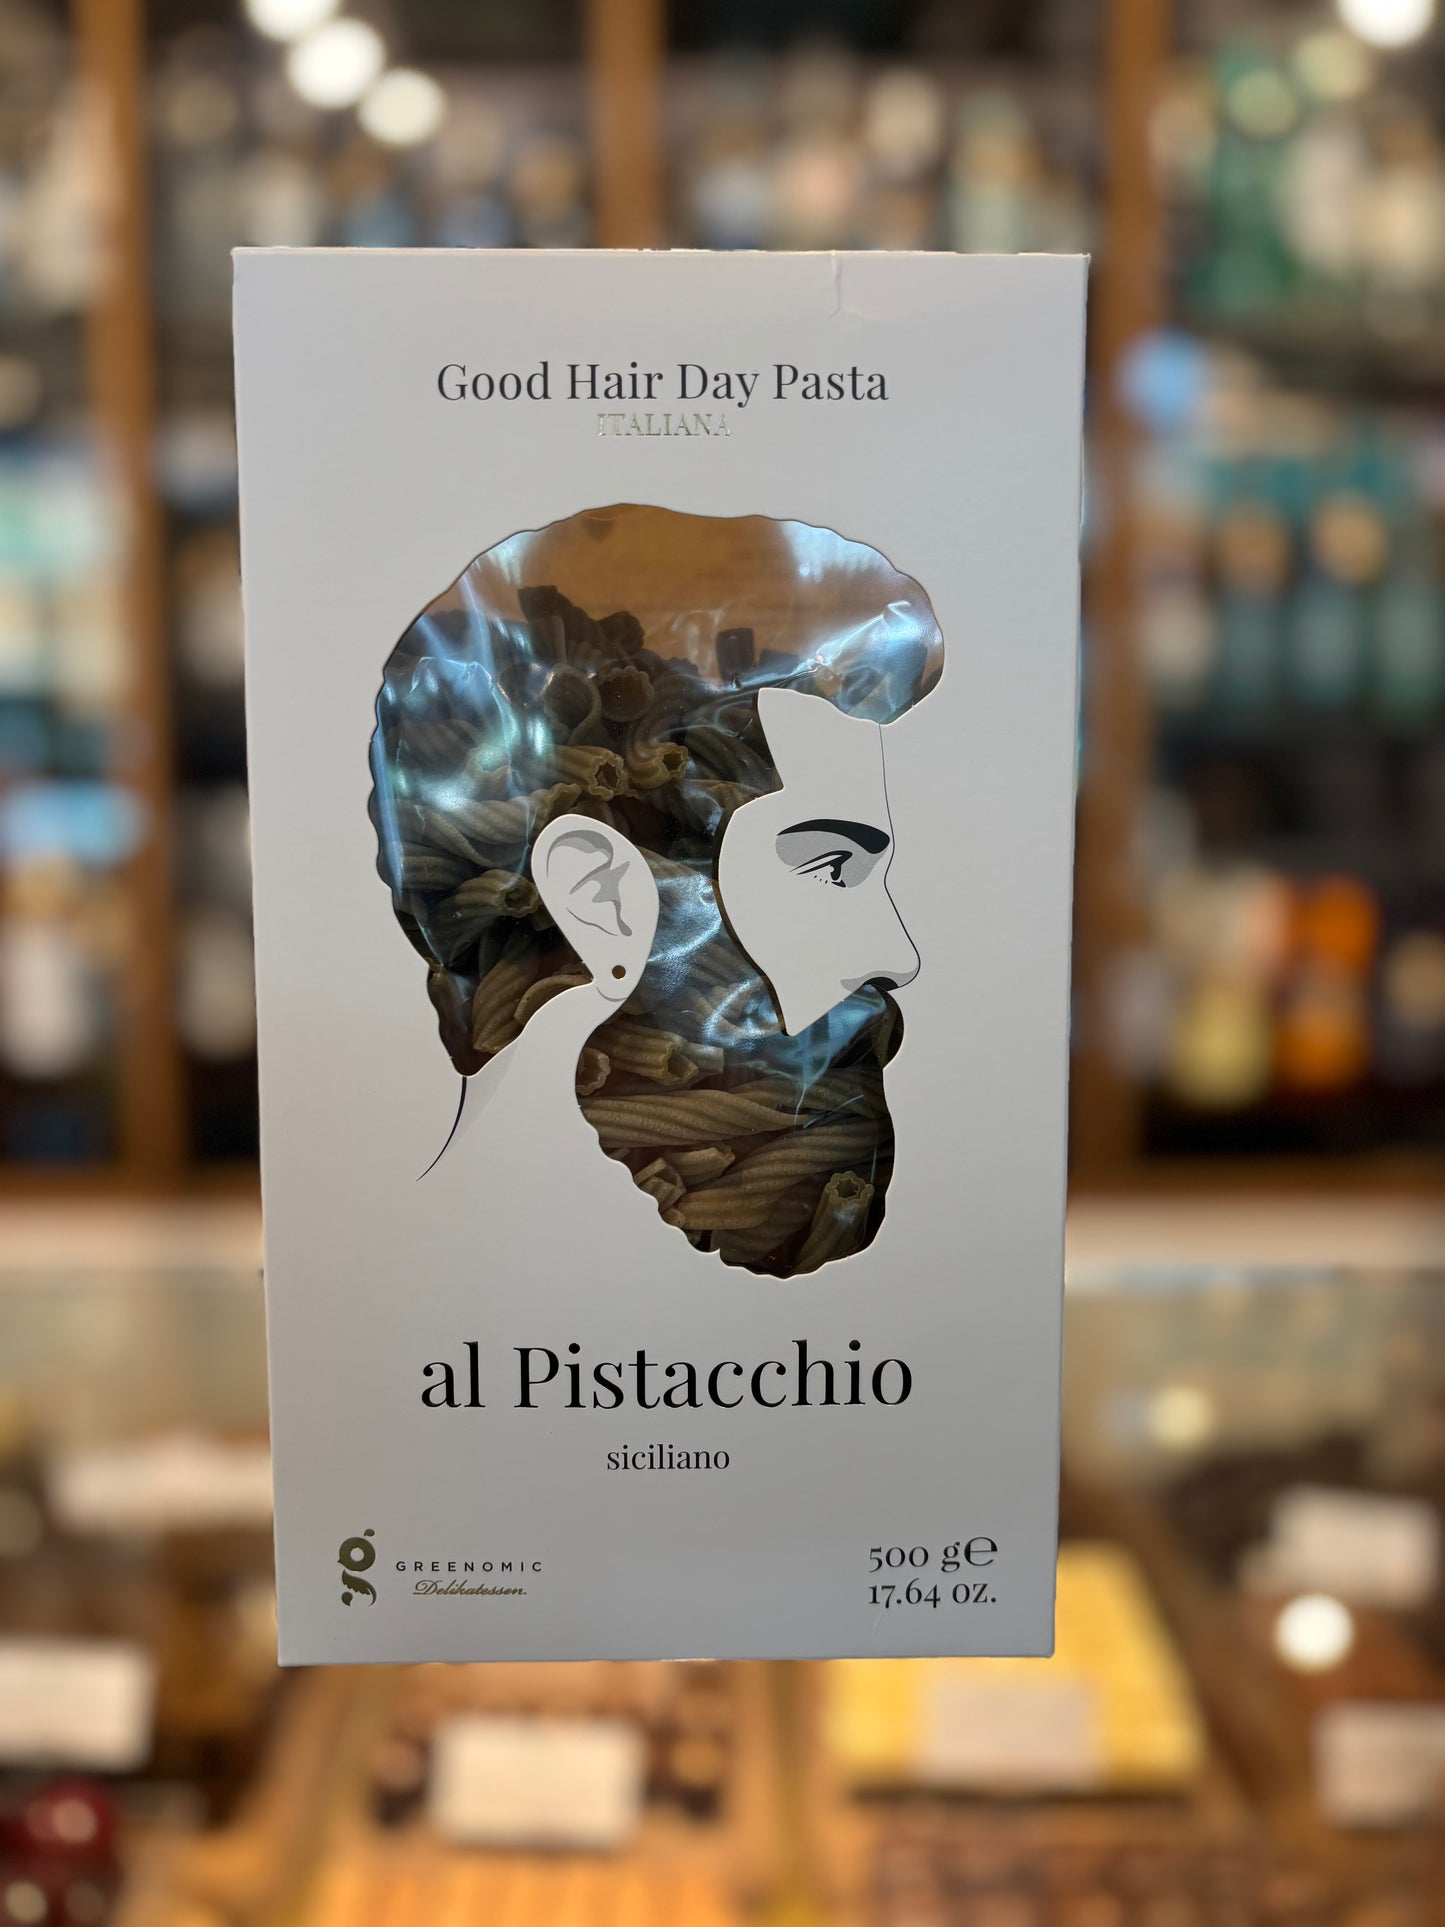 Good Hair Day Pasta
ITALIANA
al Pistacchio
siciliano
GREENOMIC
Delikatessen.
500 g℮
17.64 oz.